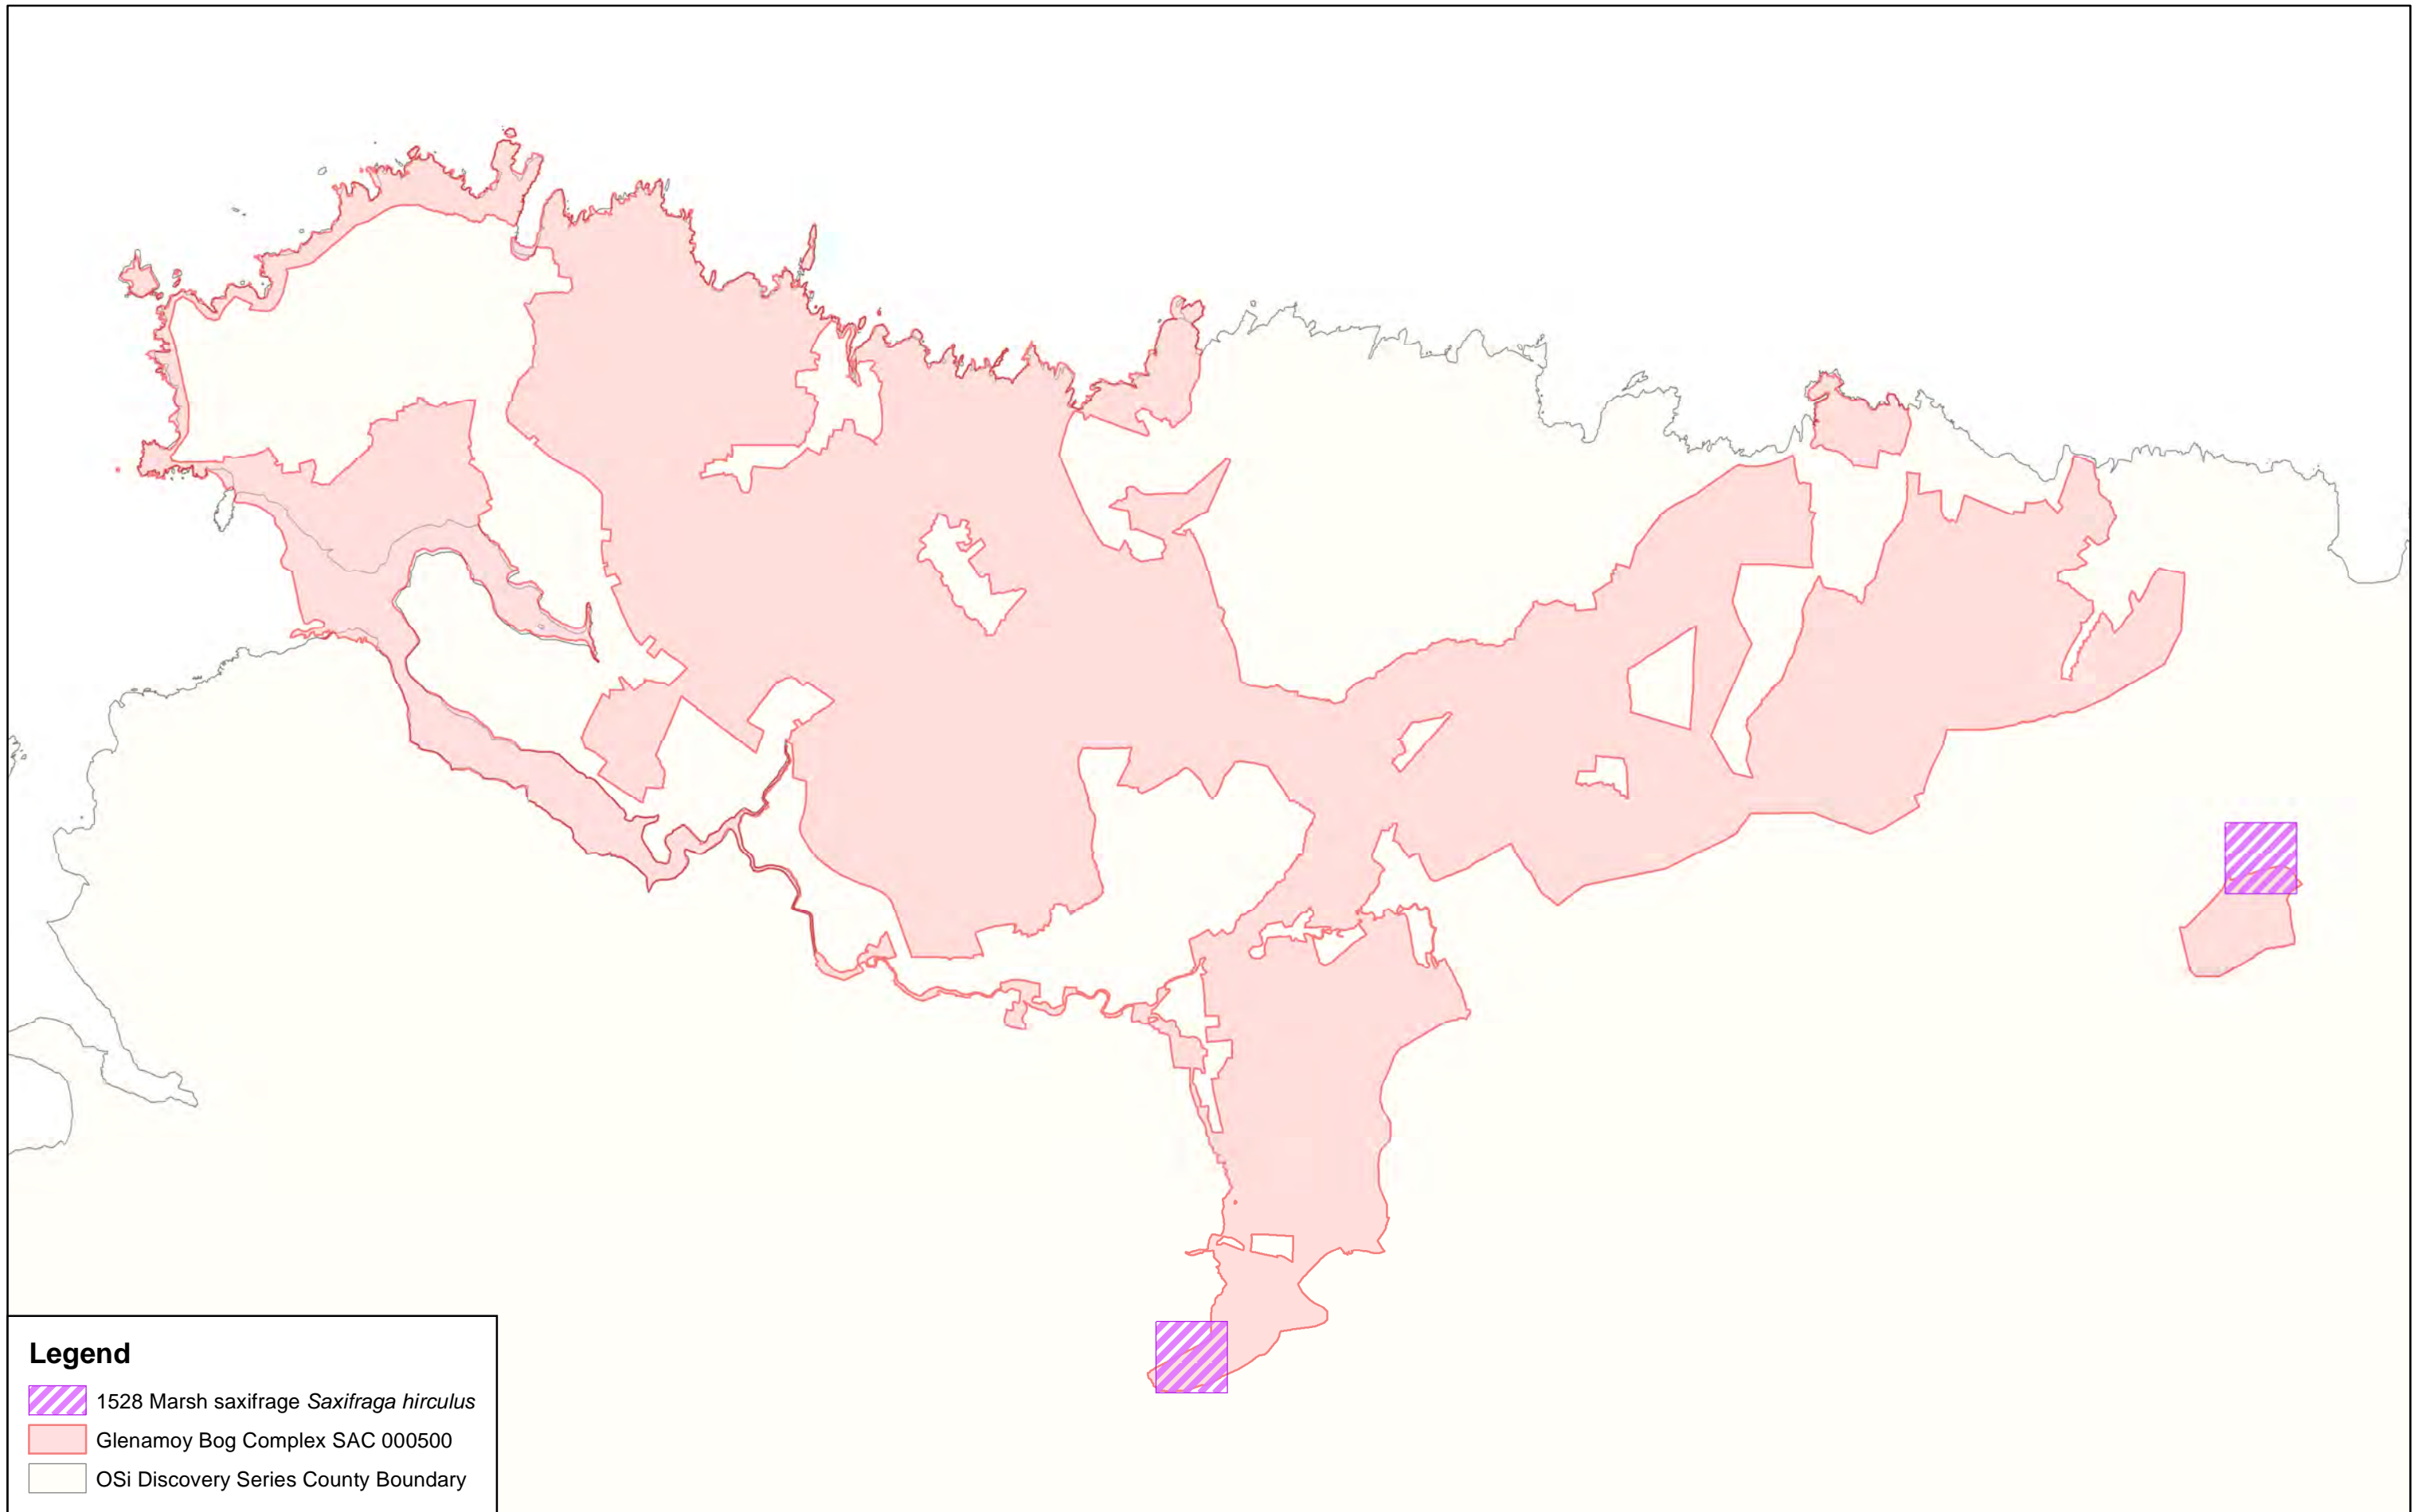 Legend
1528 Marsh saxifrage Saxifraga hirculus
Glenamoy Bog Complex SAC 000500
OSi Discovery Series County Boundary